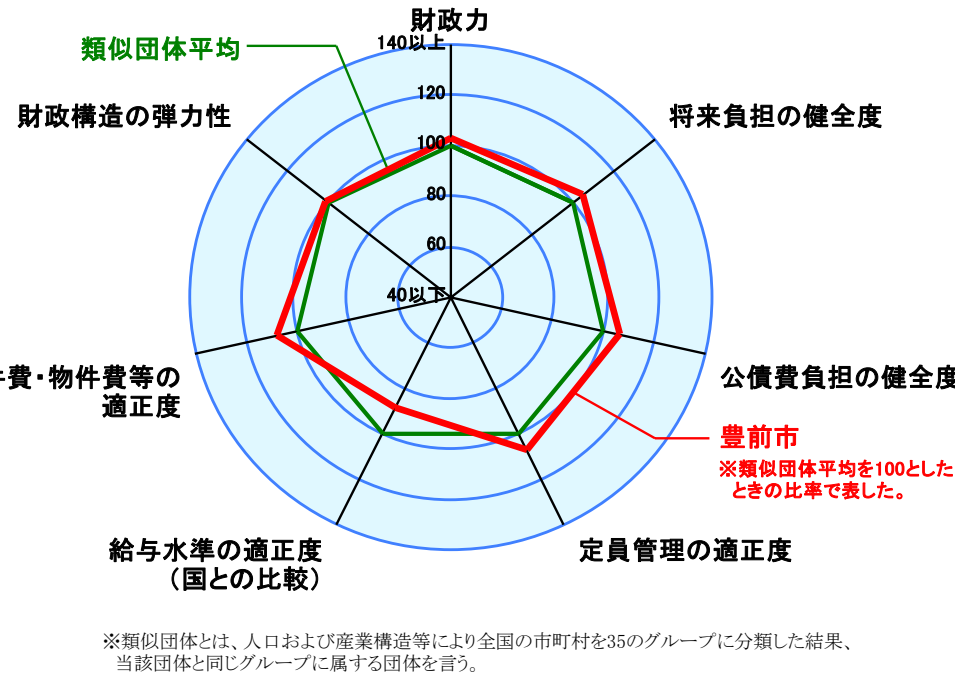 財政力
140以上
類似団体平均
120
財政構造の弾力性
将来負担の健全度
100
80
60
40以下
費・物件費等の
適正度
公債費負担の健全度
豊前市
※類似団体平均を100とした
ときの比率で表した。
給与水準の適正度
（国との比較）
定員管理の適正度
※類似団体とは、人口および産業構造等により全国の市町村を35のグループに分類した結果、
当該団体と同じグループに属する団体を言う。